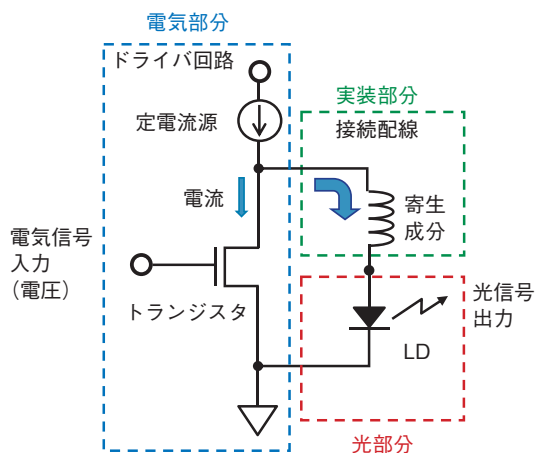 電気部分
ドライバ回路
定電流源
実装部分
接続配線
電流
寄生
成分
電気信号
入力
（電圧）
トランジスタ
光信号
出力
LD
光部分